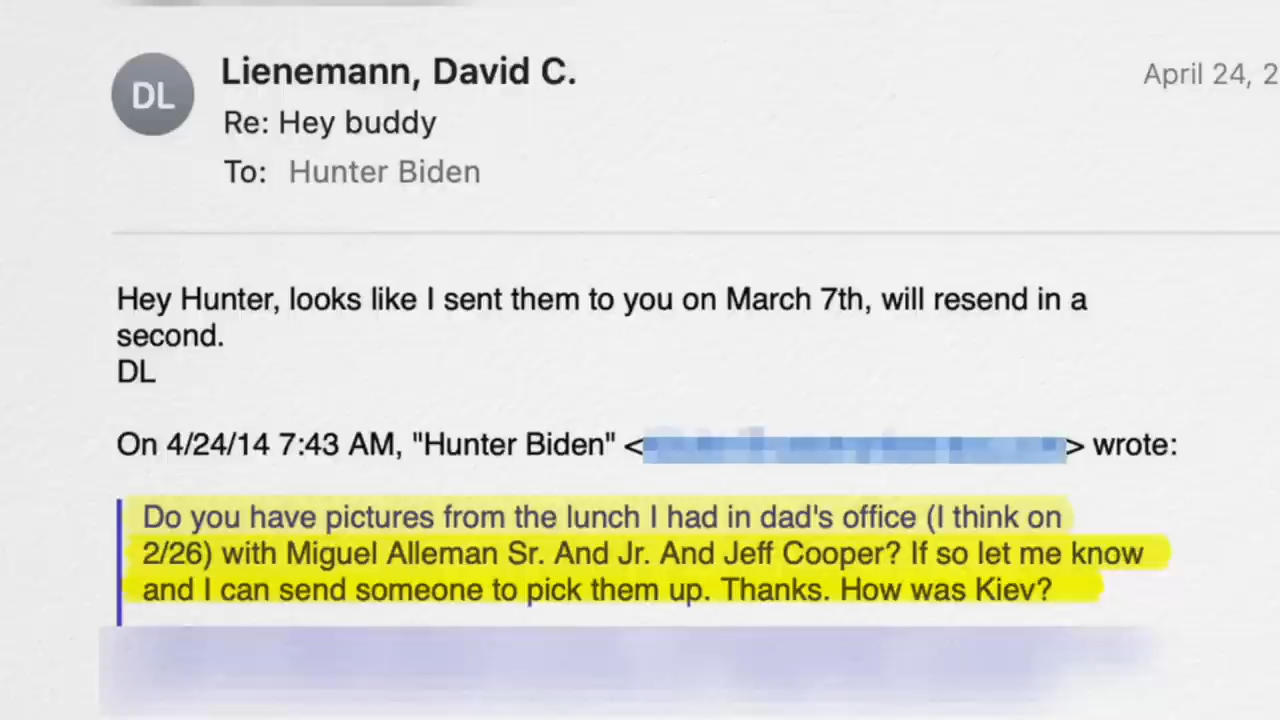 DL
Lienemann, David C.
April 24, 2
Re: Hey buddy
To: Hunter Biden
Hey Hunter, looks like I sent them to you on March 7th, will resend in a
second.
DL
On 4/24/14 7:43 AM, "Hunter Biden" < > wrote:
Do you have pictures from the lunch I had in dad's office (I think on
2/26) with Miguel Alleman Sr. And Jr. And Jeff Cooper? If so let me know
and I can send someone to pick them up. Thanks. How was Kiev?